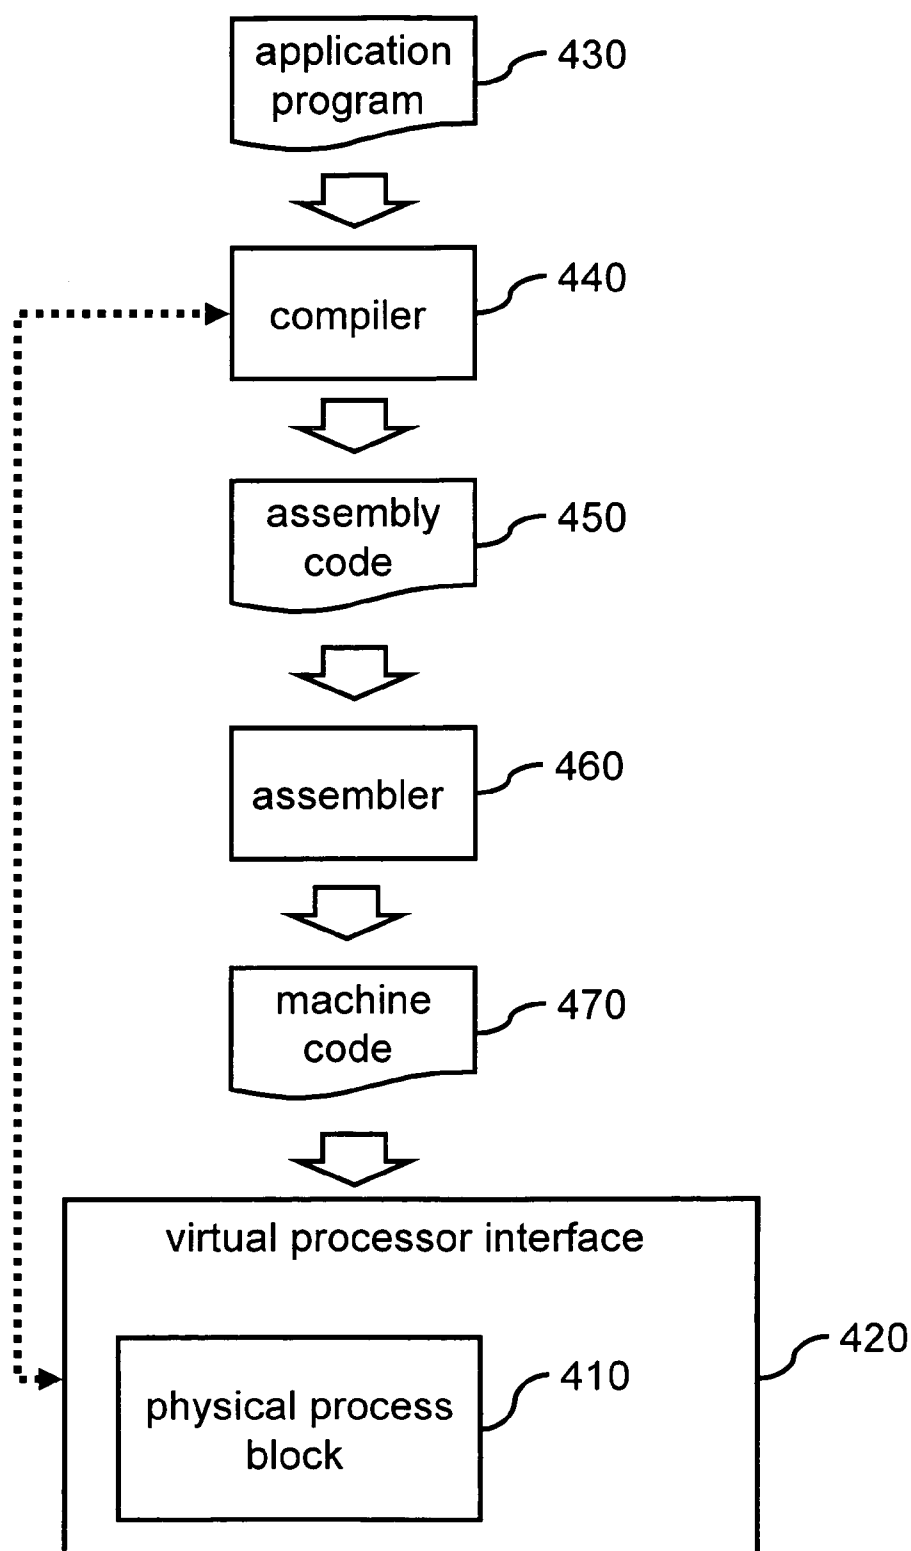 application
program
430
compiler
440
assembly
code
450
assembler
460
machine
code
470
virtual processor interface
420
physical process
block
410